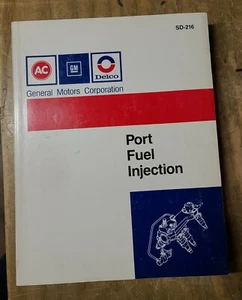 SD-216
AC
GM
Delco
General Motors Corporation
Port
Fuel
Injection